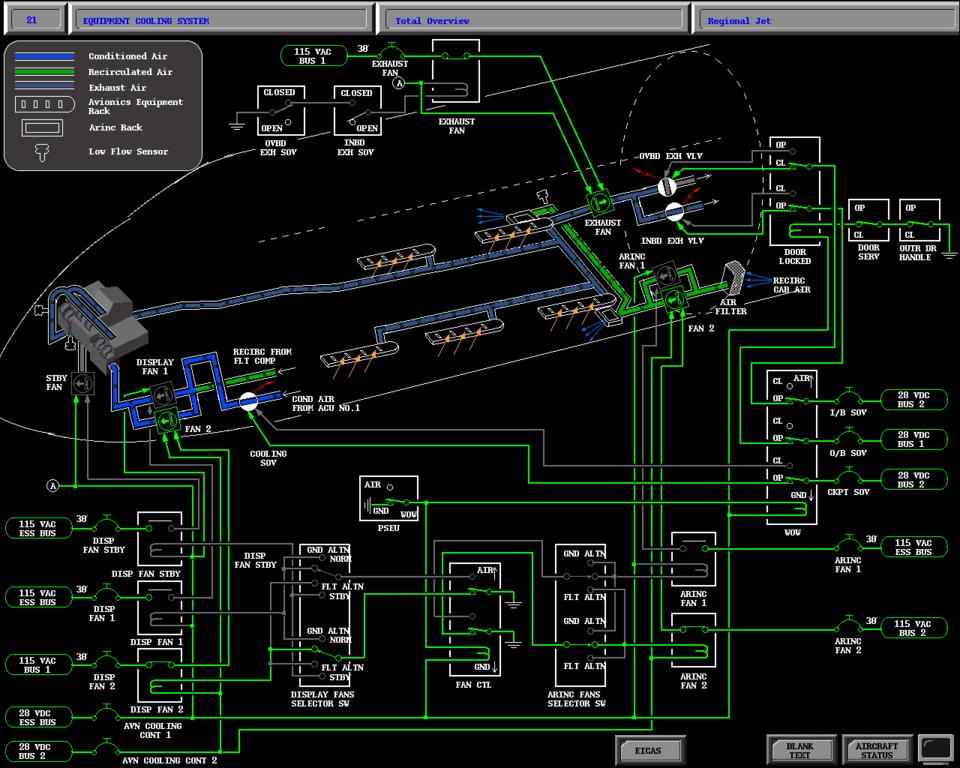 21
EQUIPMENT COOLING SYSTEM
Total Overview
Regional Jet
Conditioned Air
Recirculated Air
Exhaust Air
Avionics Equipment
Rack
Arinc Rack
Low Flow Sensor
115 VAC
BUS 1
3Ø
EXHAUST
FAN
A
EXHAUST
FAN
CLOSED
OPEN
OVBD
EXH SOV
CLOSED
OPEN
INBD
EXH SOV
OVBD EXH VLV
EXHAUST
FAN
INBD EXH VLV
OP
CL
CL
OP
DOOR
LOCKED
OP
CL
DOOR
SERV
OP
CL
OUTR DR
HANDLE
ARINC
FAN 1
FAN 2
AIR
FILTER
RECIRC
CAB AIR
STBY
FAN
DISPLAY
FAN 1
FAN 2
RECIRC FROM
FLT COMP
COND AIR
FROM ACU NO.1
COOLING
SOV
CL
AIR
OP
CL
OP
CL
OP
GND
WOW
I/B SOV
28 VDC
BUS 2
O/B SOV
28 VDC
BUS 1
CKPT SOV
28 VDC
BUS 2
A
AIR
GND
WOW
PSEU
115 VAC
ESS BUS
3Ø
DISP
FAN STBY
DISP FAN STBY
DISP
FAN STBY
115 VAC
ESS BUS
3Ø
DISP
FAN 1
DISP FAN 1
115 VAC
BUS 1
3Ø
DISP
FAN 2
DISP FAN 2
28 VDC
ESS BUS
AVN COOLING
CONT 1
28 VDC
BUS 2
AVN COOLING CONT 2
GND ALTN
NORM
FLT ALTN
STBY
GND ALTN
NORM
FLT ALTN
STBY
DISPLAY FANS
SELECTOR SW
AIR
GND
FAN CTL
GND ALTN
FLT ALTN
GND ALTN
FLT ALTN
ARINC FANS
SELECTOR SW
ARINC
FAN 1
3Ø
ARINC
FAN 1
115 VAC
ESS BUS
ARINC
FAN 2
3Ø
ARINC
FAN 2
115 VAC
BUS 2
EICAS
BLANK
TEXT
AIRCRAFT
STATUS